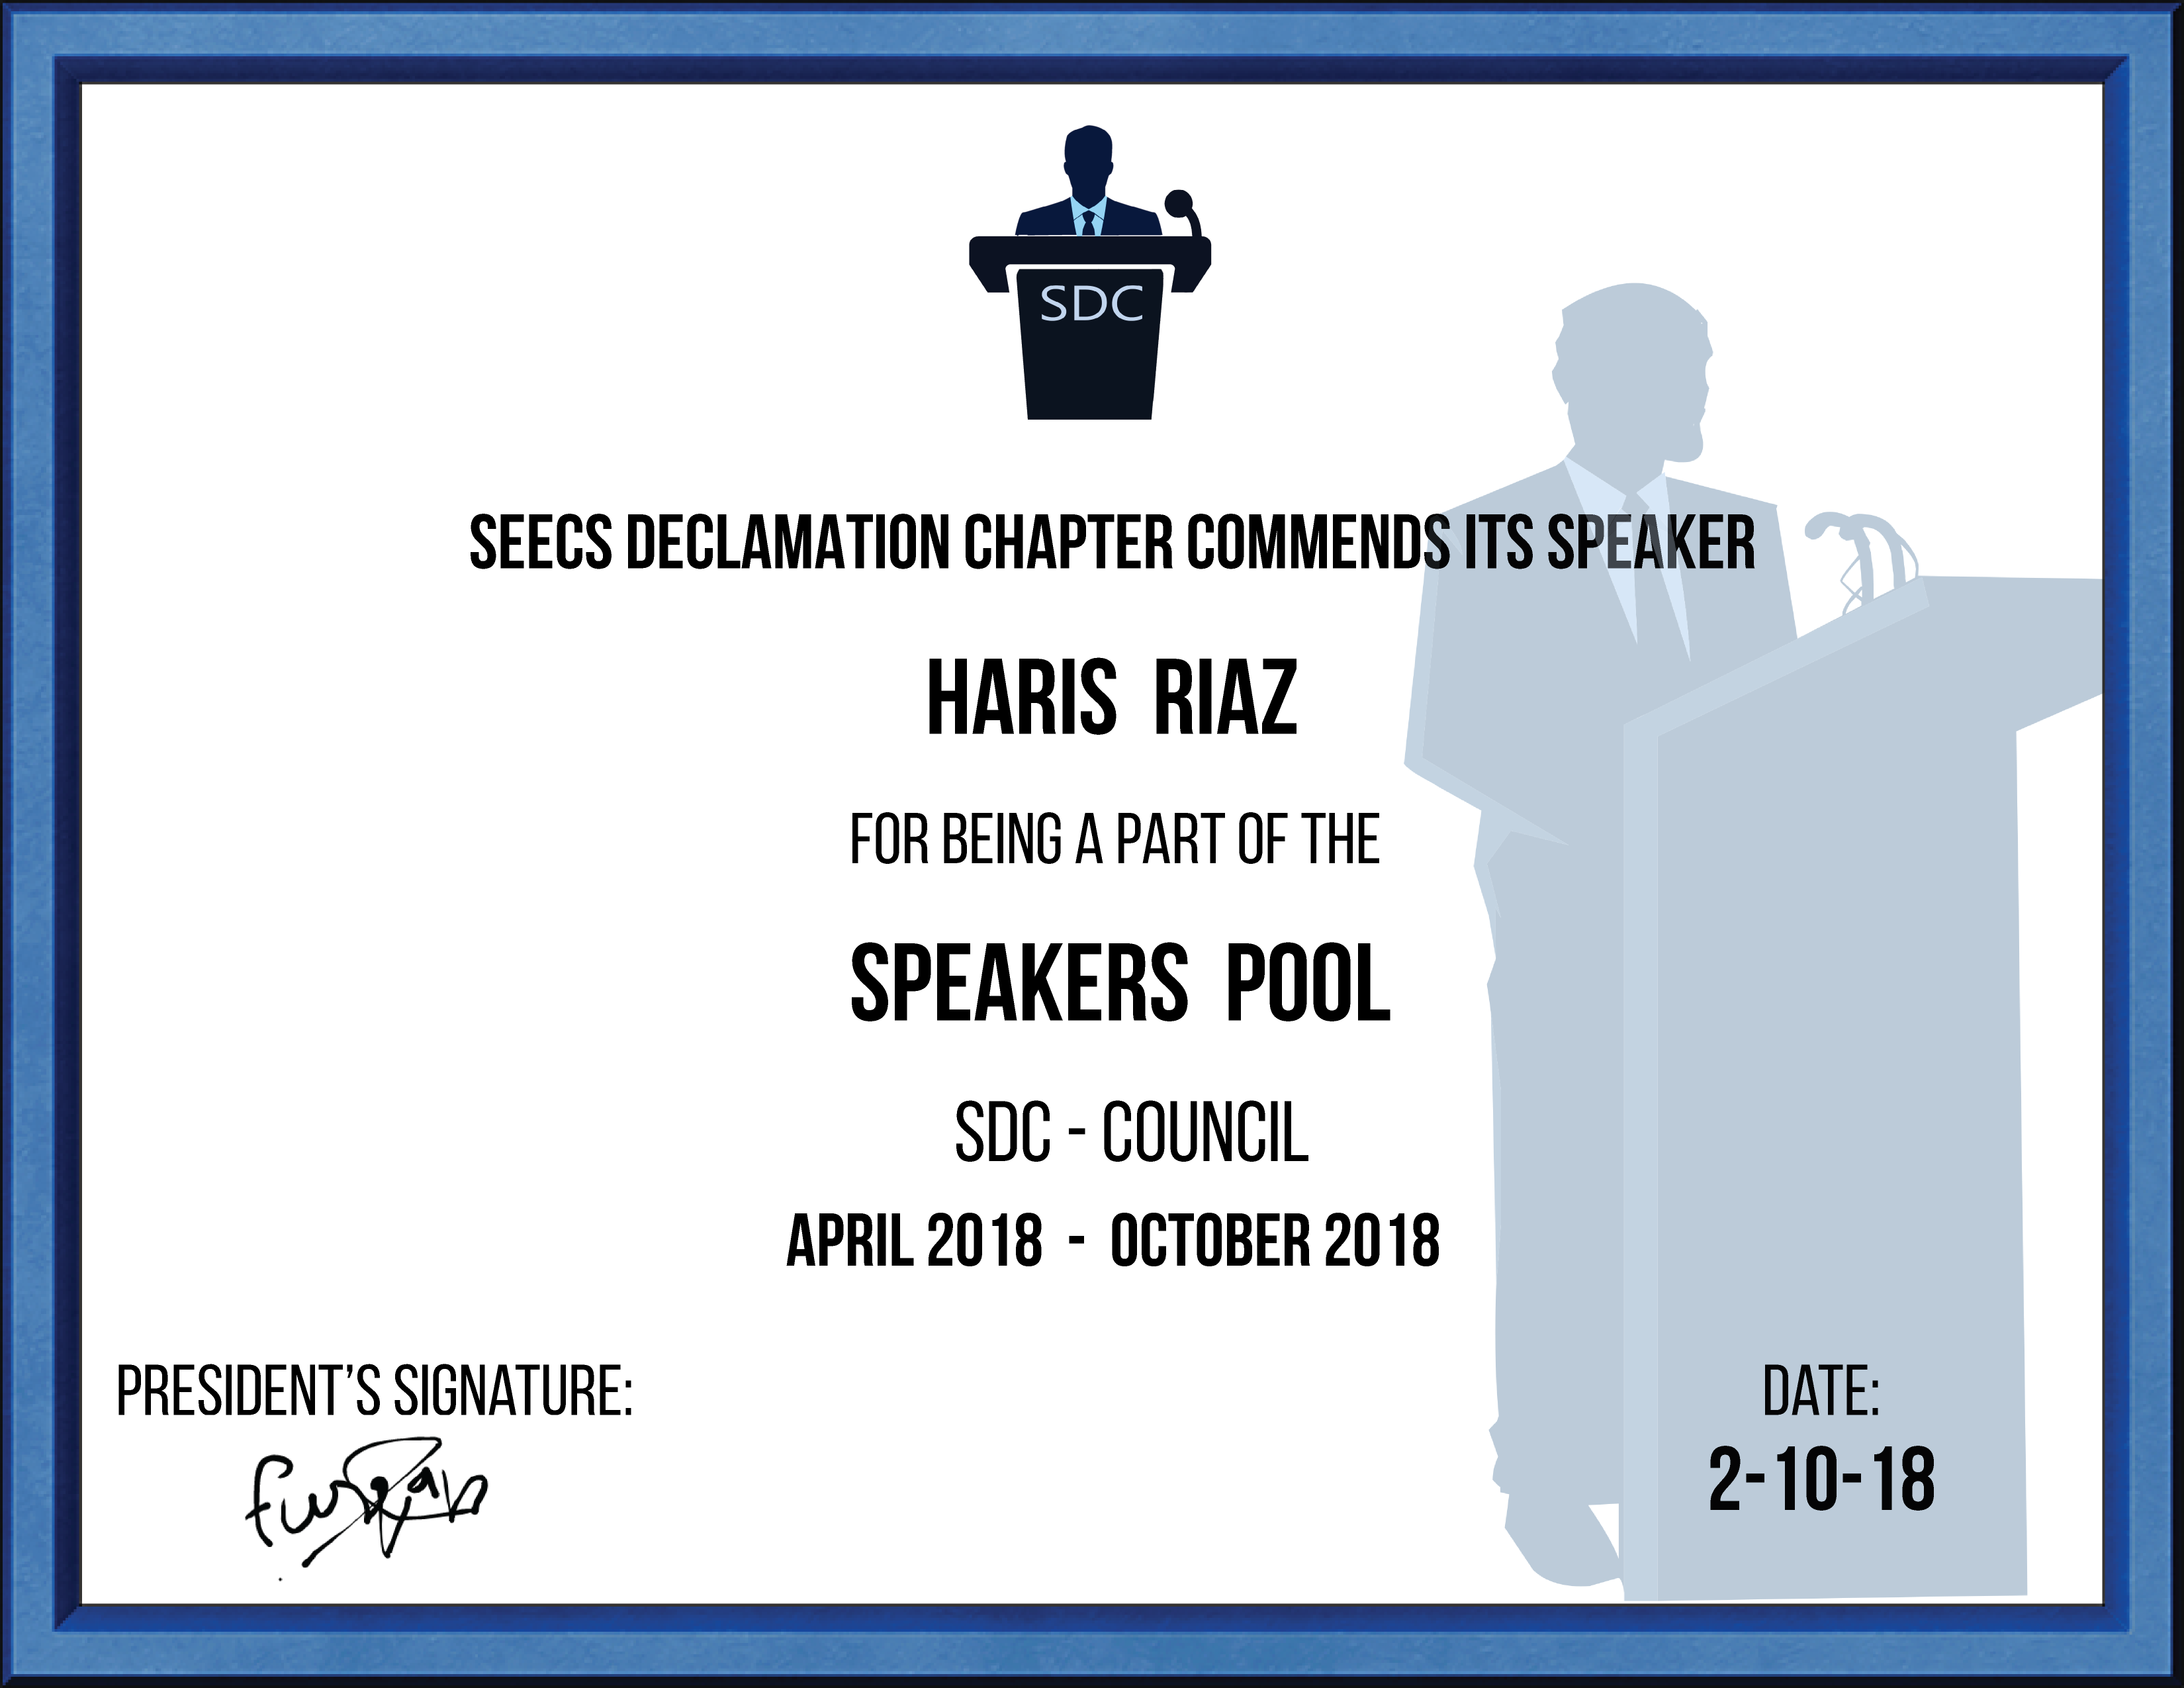 SDC
SEECS DECLAMATION CHAPTER COMMENDS ITS SPEAKER
HARIS RIAZ
FOR BEING A PART OF THE
SPEAKERS POOL
SDC - COUNCIL
APRIL 2018 - OCTOBER 2018
PRESIDENT'S SIGNATURE:
DATE:
2-10-18